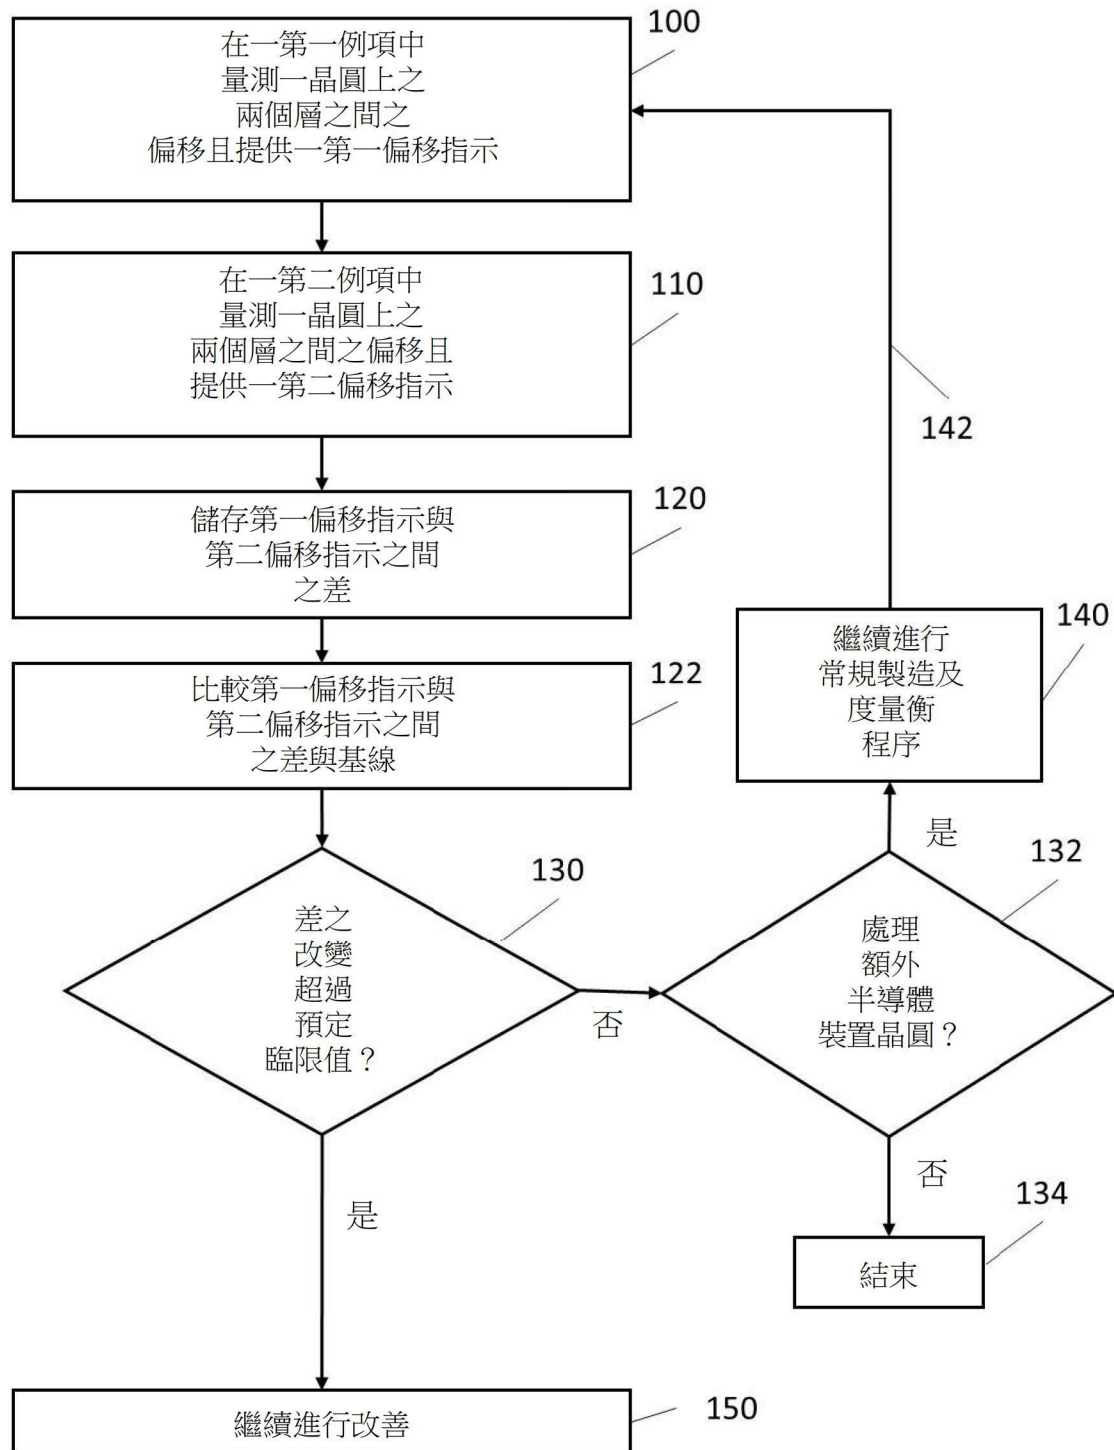 100
在一第一例項中
量測一晶圓上之
兩個層之間之
偏移且提供一第一偏移指示
110
在一第二例項中
量測一晶圓上之
兩個層之間之偏移且
提供一第二偏移指示
142
120
儲存第一偏移指示與
第二偏移指示之間
之差
140
繼續進行
常規製造及
度量衡
程序
122
比較第一偏移指示與
第二偏移指示之間
之差與基線
是
130
差之
改變
超過
預定
臨限值？
否
132
處理
額外
半導體
裝置晶圓？
否
是
134
結束
150
繼續進行改善